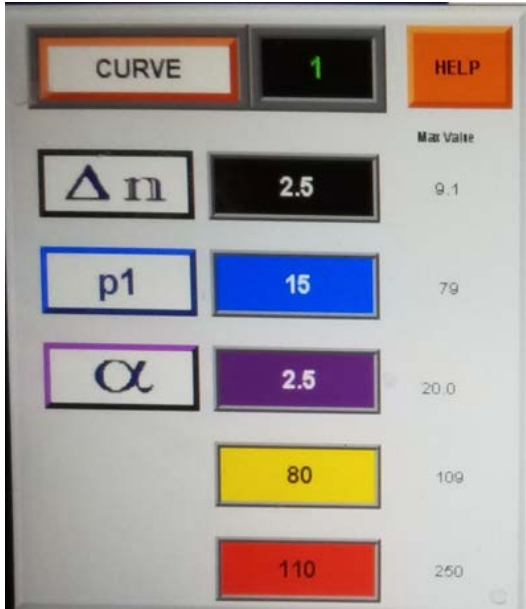 CURVE 1 HELP
Max Value
Δ n 2.5 9.1
p1 15 79
α 2.5 20.0
80 109
110 250